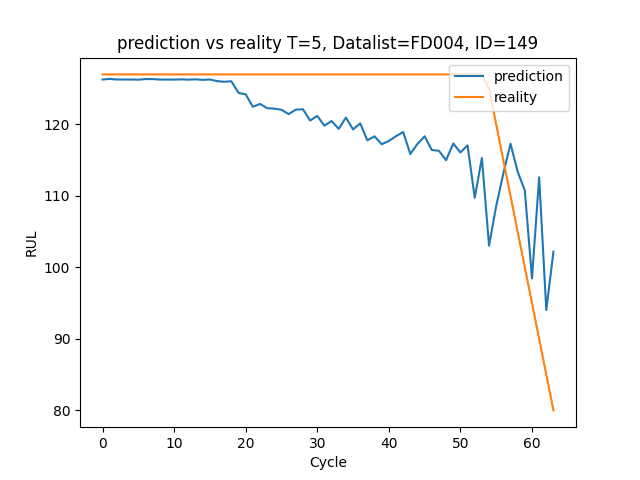 prediction vs reality T=5, Datalist=FD004, ID=149
prediction
reality
RUL
120
110
100
90
80
0 10 20 30 40 50 60
Cycle